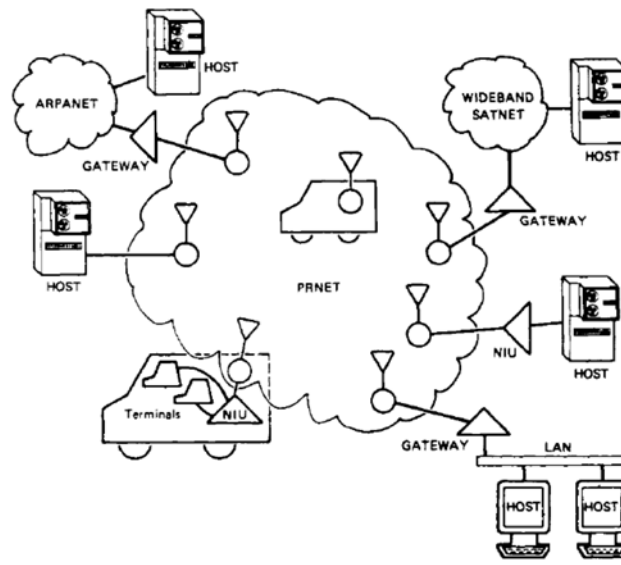 HOST
ARPANET
GATEWAY
WIDEBAND
SATNET
HOST
GATEWAY
HOST
PRNET
NIU
HOST
Terminals
NIU
GATEWAY
LAN
HOST
HOST